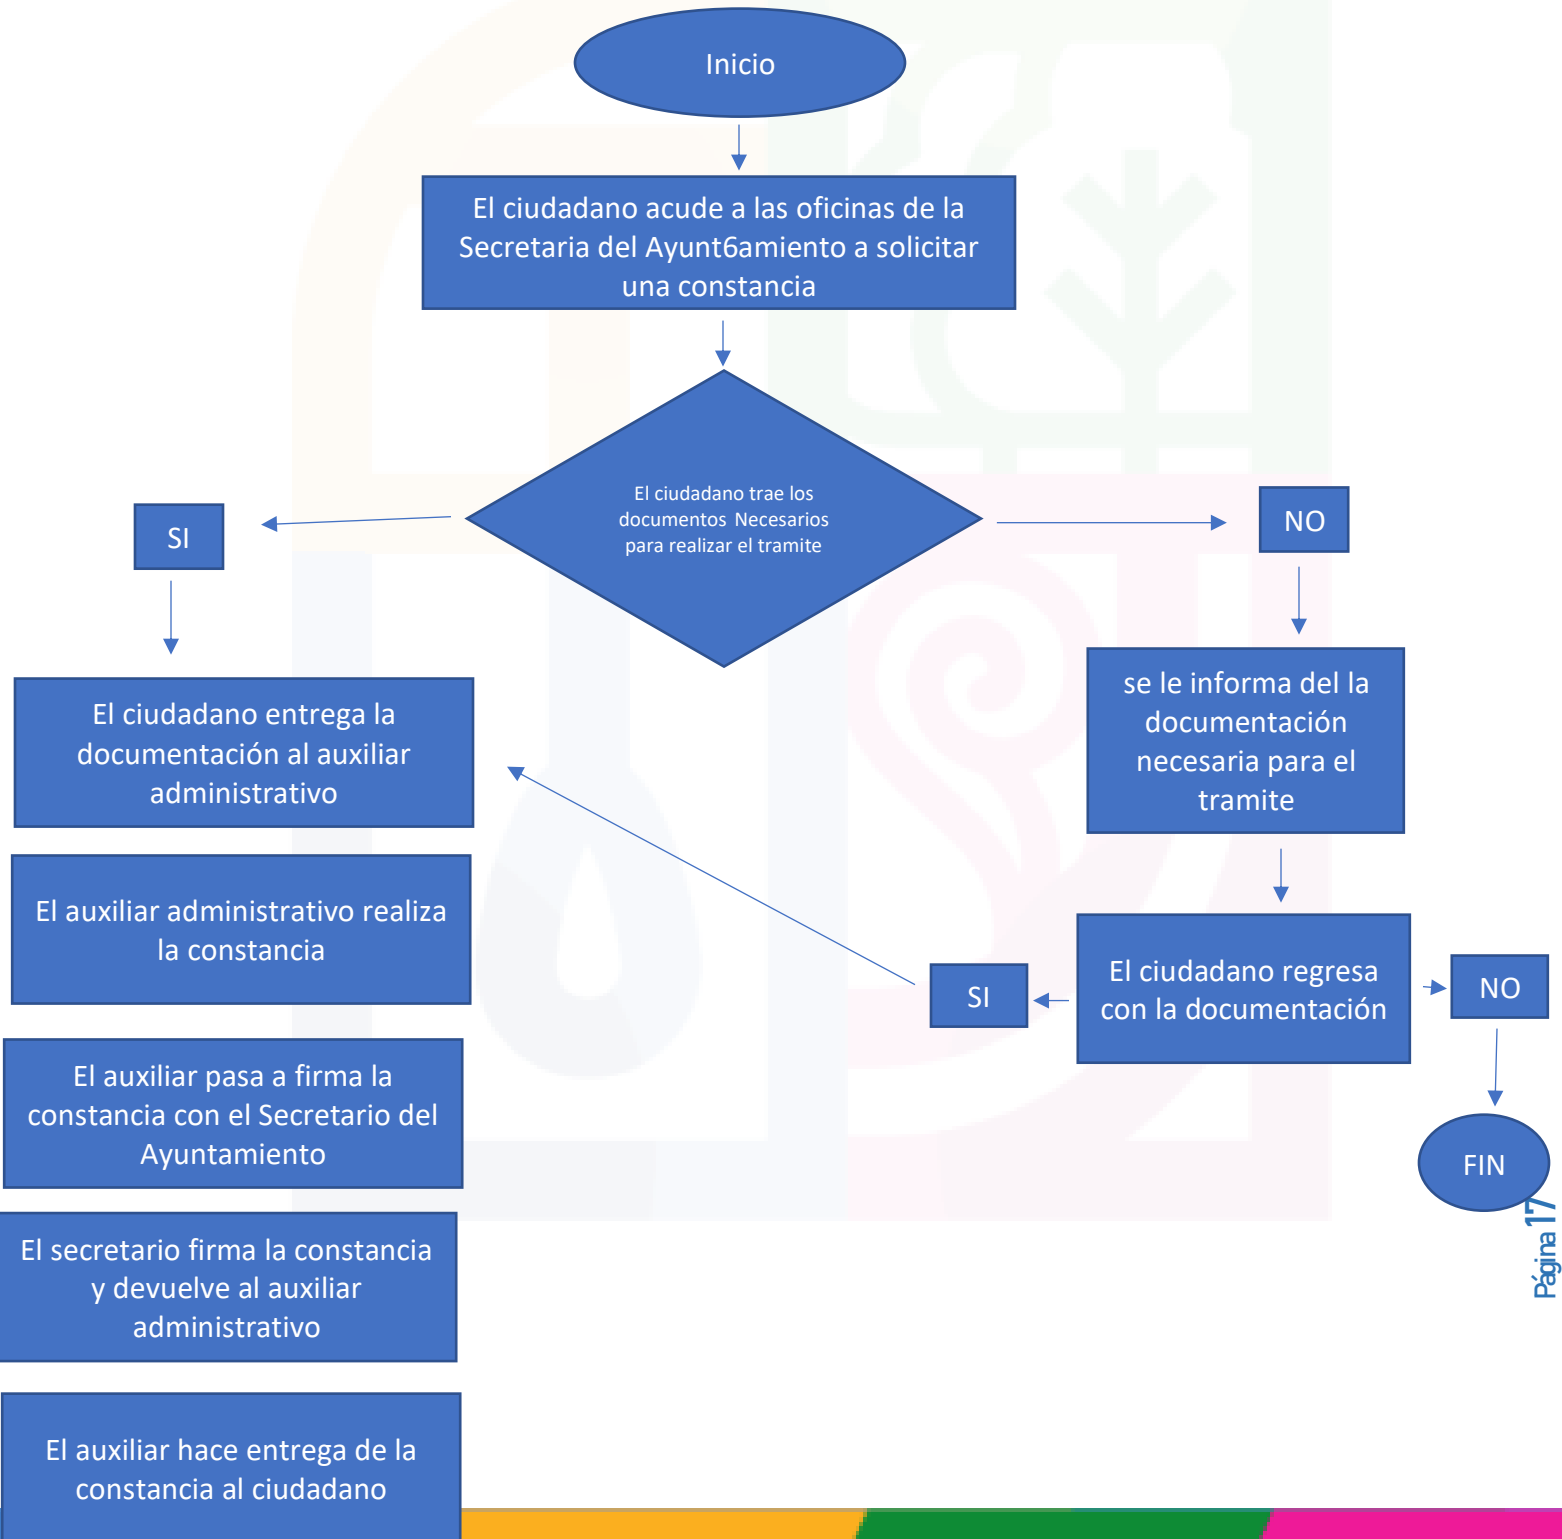 Inicio
El ciudadano acude a las oficinas de la
Secretaria del Ayunt6amiento a solicitar
una constancia
El ciudadano trae los
documentos Necesarios
para realizar el tramite
SI
NO
El ciudadano entrega la
documentación al auxiliar
administrativo
se le informa del la
documentación
necesaria para el
tramite
El auxiliar administrativo realiza
la constancia
El ciudadano regresa
con la documentación
SI
NO
El auxiliar pasa a firma la
constancia con el Secretario del
Ayuntamiento
FIN
El secretario firma la constancia
y devuelve al auxiliar
administrativo
El auxiliar hace entrega de la
constancia al ciudadano
Página 17